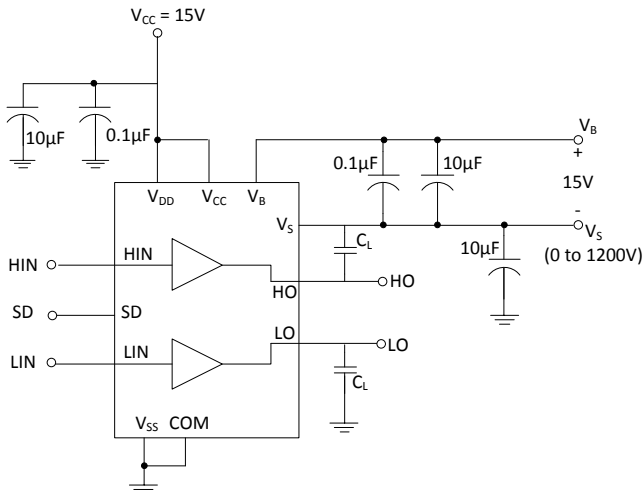 V_CC = 15V
10µF
0.1µF
V_DD
V_CC
V_B
0.1µF
10µF
V_B
+
15V
-
V_S
(0 to 1200V)
V_S
C_L
10µF
HIN
HIN
HO
HO
SD
SD
LO
LO
LIN
LIN
C_L
V_SS
COM